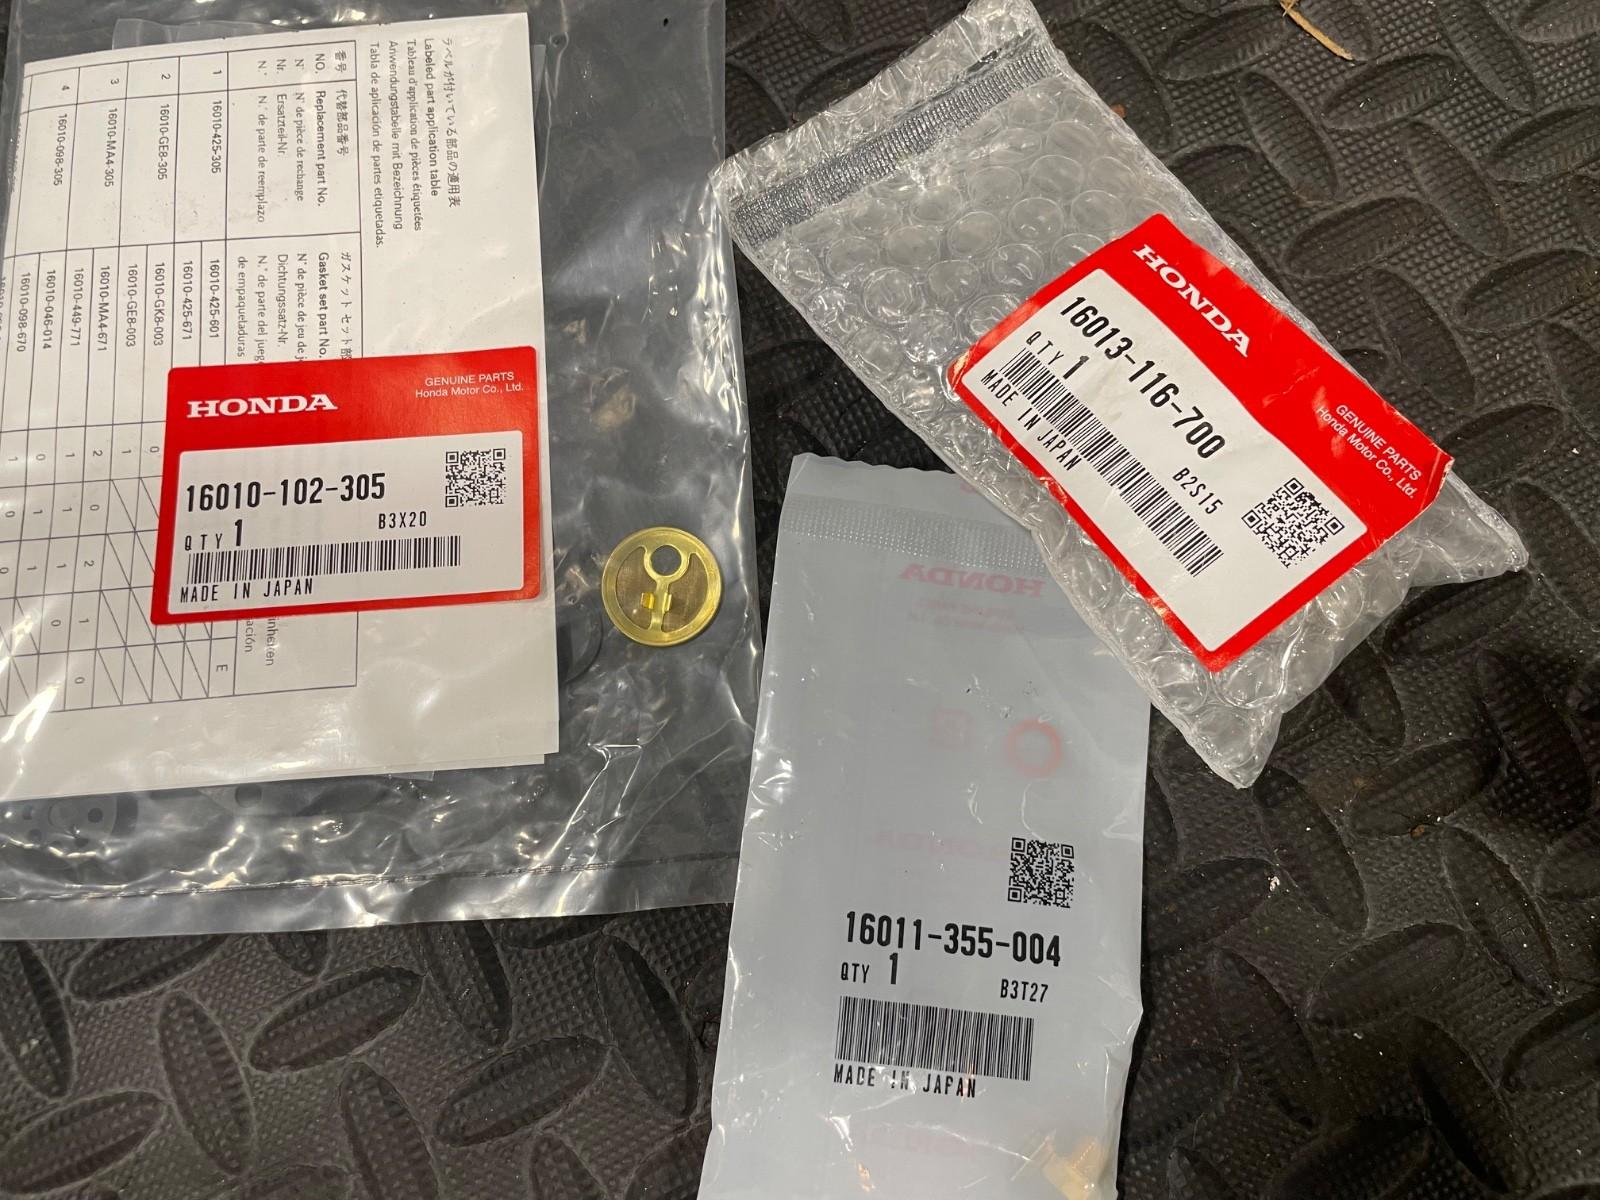 ラベルが付いている部品の適用表
Labeled part application table
Tableau d'application de pièces étiquetées
Anwendungstabelle mit Bezeichnung
Tabla de aplicación de partes etiquetadas.
番号
NO.
N°
Nr.
N.°
代替部品番号
Replacement part No.
N° de pièce de rechange
Ersatzteil-Nr.
N.° de parte de reemplazo
ガスケット セット
Gasket set part No.
N° de pièce de jeu de
Dichtungssatz-Nr.
N.° de parte del
de empaquetaduras
1
16010-425-305
16010-425-601
16010-425-671
2
16010-GE8-305
16010-GK8-003
16010-GE8-003
3
16010-MA4-305
16010-MA4-671
16010-449-771
4
16010-098-305
16010-046-014
16010-098-670
E
HONDA
GENUINE PARTS
Honda Motor Co., Ltd.
16010-102-305
QTY 1
B3X20
MADE IN JAPAN
HONDA
GENUINE PARTS
Honda Motor Co., Ltd.
16013-116-700
QTY 1
B2S15
MADE IN JAPAN
HONDA
16011-355-004
QTY 1
B3T27
MADE IN JAPAN